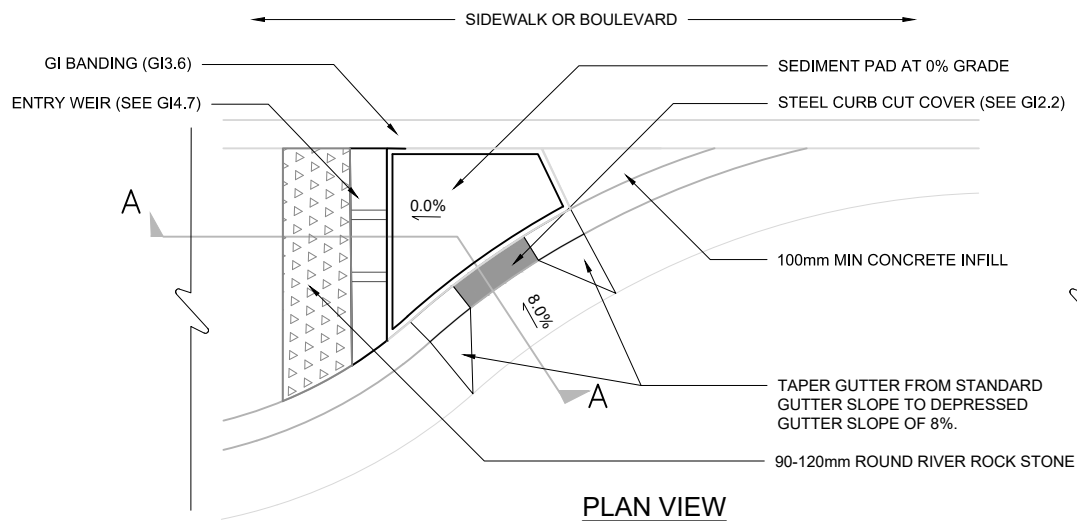 SIDEWALK OR BOULEVARD
GI BANDING (GI3.6)
SEDIMENT PAD AT 0% GRADE
ENTRY WEIR (SEE GI4.7)
STEEL CURB CUT COVER (SEE GI2.2)
A
0.0%
100mm MIN CONCRETE INFILL
8.0%
A
TAPER GUTTER FROM STANDARD
GUTTER SLOPE TO DEPRESSED
GUTTER SLOPE OF 8%.
90-120mm ROUND RIVER ROCK STONE
PLAN VIEW